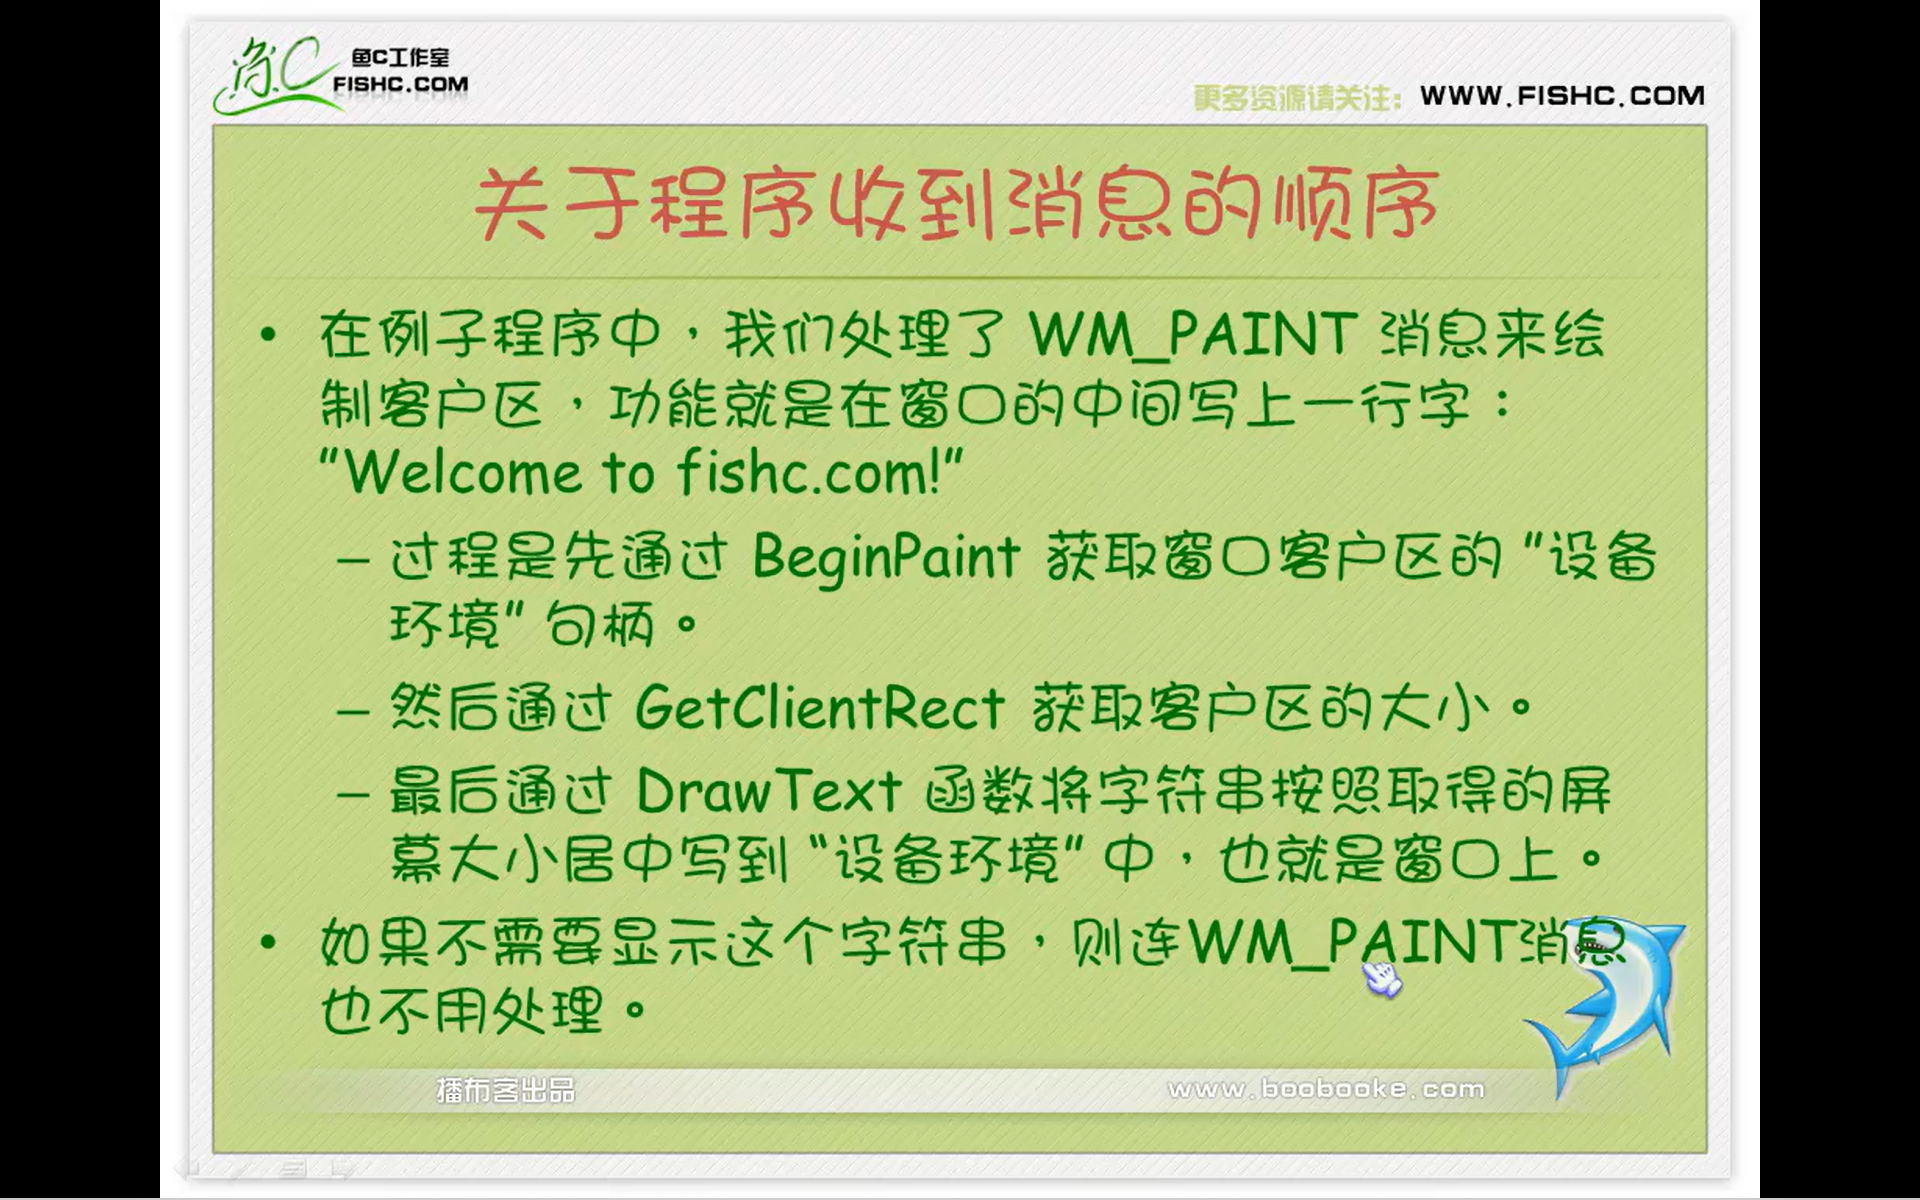 鱼C工作室
FISHC.COM
更多资源请关注： WWW.FISHC.COM
关于程序收到消息的顺序
• 在例子程序中，我们处理了 WM_PAINT 消息来绘
制客户区，功能就是在窗口的中间写上一行字：
"Welcome to fishc.com!"
– 过程是先通过 BeginPaint 获取窗口客户区的 "设备
环境" 句柄。
– 然后通过 GetClientRect 获取客户区的大小。
– 最后通过 DrawText 函数将字符串按照取得的屏
幕大小居中写到 "设备环境" 中，也就是窗口上。
• 如果不需要显示这个字符串，则连WM_PAINT消息
也不用处理。
播布客出品 www.boobooke.com